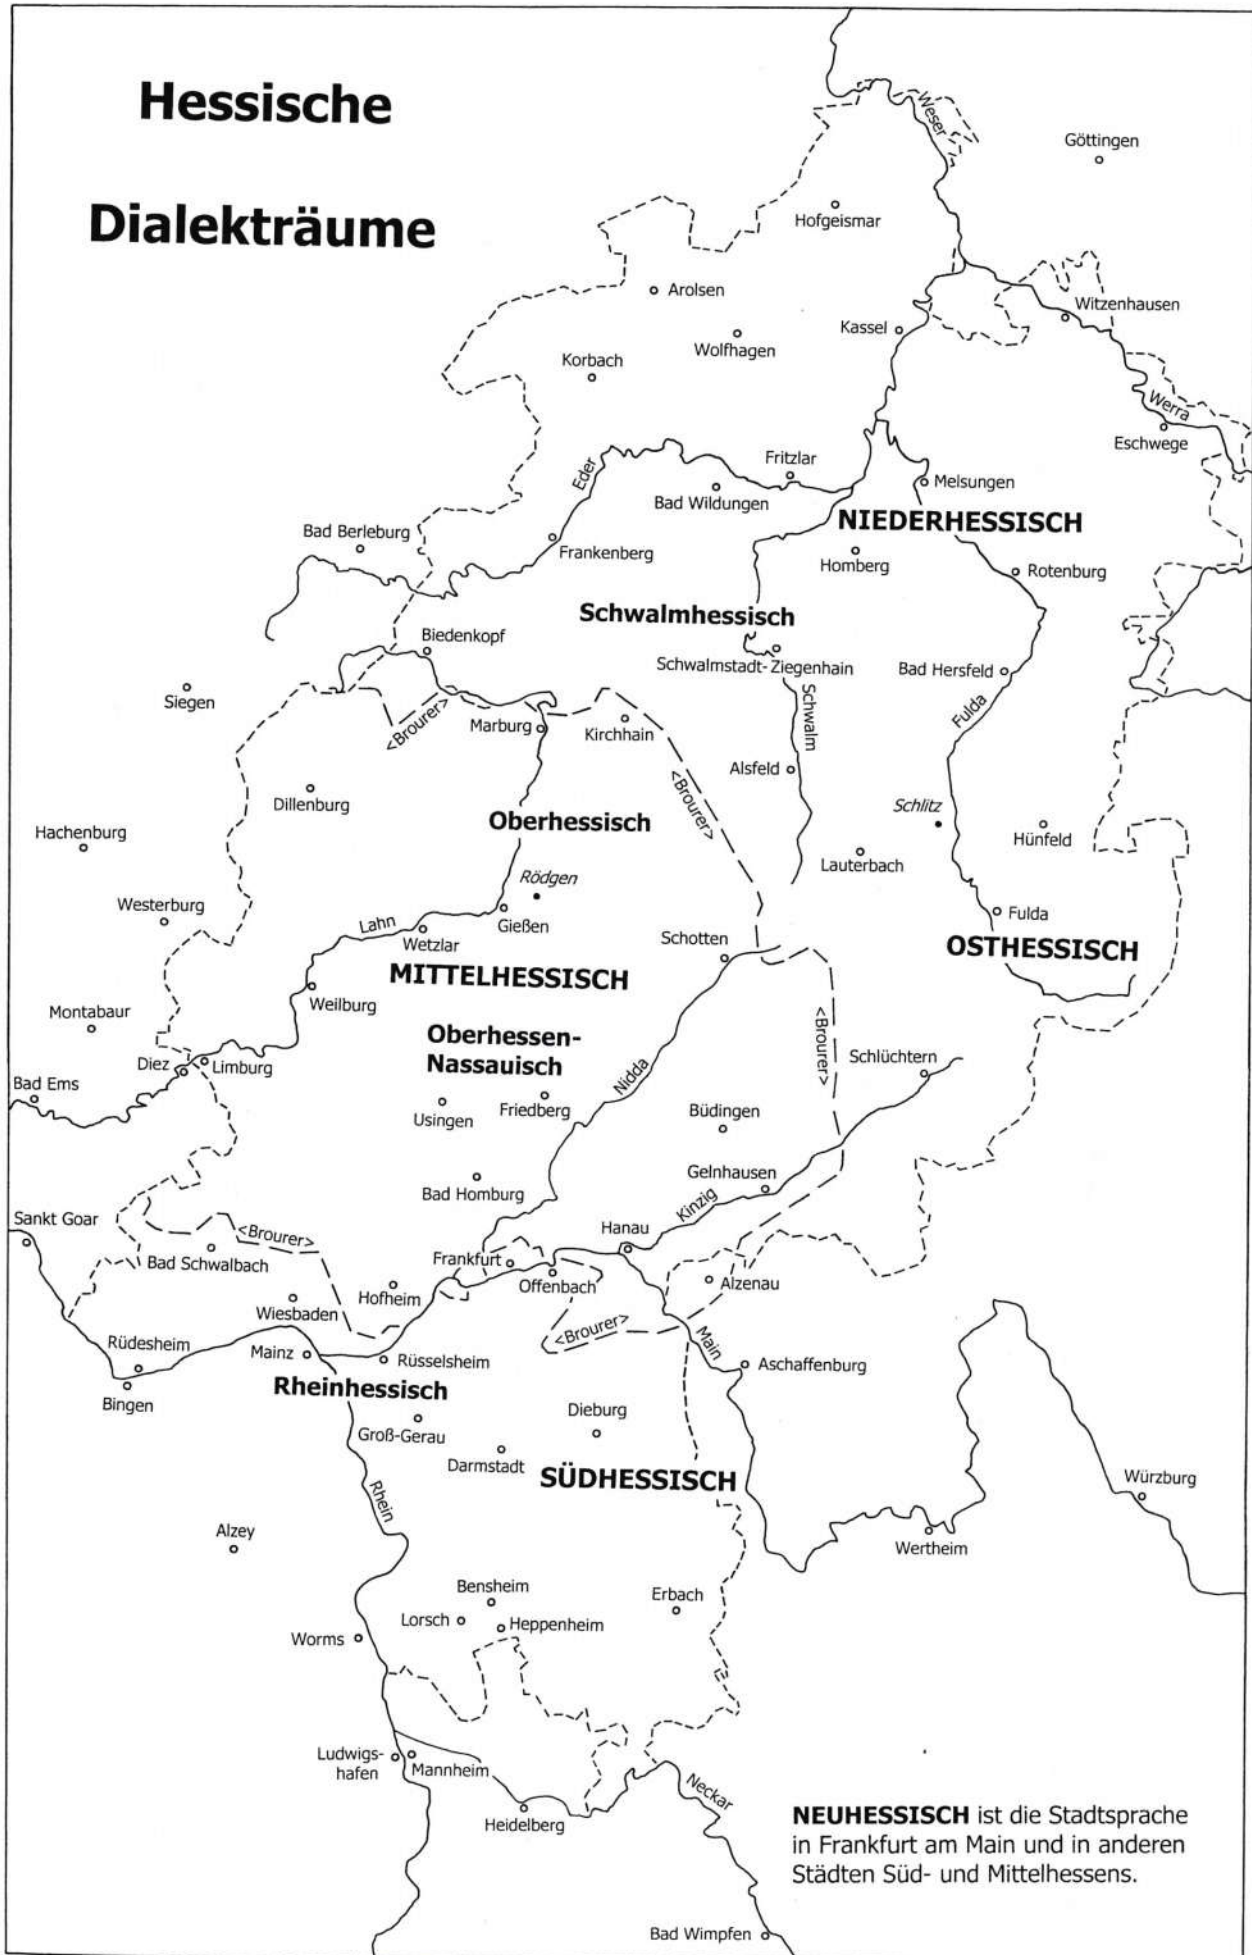 Hessische
Dialekträume
Weser
Göttingen
Hofgeismar
Arolsen
Witzenhausen
Kassel
Wolfhagen
Korbach
Werra
Eschwege
Fritzlar
Eder
Melsungen
Bad Wildungen
NIEDERHESSISCH
Bad Berleburg
Frankenberg
Homberg
Rotenburg
Schwalmhessisch
Biedenkopf
Schwalmstadt-Ziegenhain
Bad Hersfeld
Siegen
Schwalm
Fulda
<Brourer>
Marburg
Kirchhain
Alsfeld
<Brourer>
Dillenburg
Schlitz
Oberhessisch
Hachenburg
Hünfeld
Lauterbach
Rödgen
Westerburg
Fulda
Lahn
Gießen
Wetzlar
Schotten
OSTHESSISCH
MITTELHESSISCH
Weilburg
Montabaur
<Brourer>
Oberhessen-
Nassauisch
Schlüchtern
Diez
Limburg
Nidda
Bad Ems
Usingen
Friedberg
Büdingen
Gelnhausen
Bad Homburg
Kinzig
Sankt Goar
<Brourer>
Hanau
Bad Schwalbach
Frankfurt
Offenbach
Alzenau
Hofheim
Wiesbaden
<Brourer>
Main
Rüdesheim
Mainz
Rüsselsheim
Aschaffenburg
Rheinhessisch
Bingen
Dieburg
Groß-Gerau
Darmstadt
SÜDHESSISCH
Würzburg
Rhein
Alzey
Wertheim
Bensheim
Erbach
Lorsch
Heppenheim
Worms
Ludwigs-
hafen
Mannheim
Neckar
Heidelberg
NEUHESSISCH ist die Stadtsprache
in Frankfurt am Main und in anderen
Städten Süd- und Mittelhessens.
Bad Wimpfen